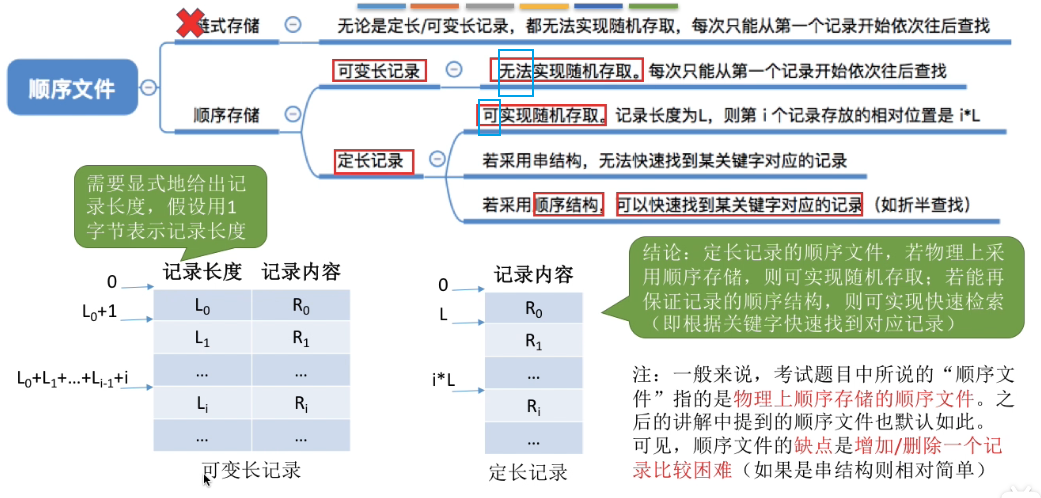 链式存储
无论是定长/可变长记录，都无法实现随机存取，每次只能从第一个记录开始依次往后查找
顺序文件
可变长记录
无法实现随机存取。每次只能从第一个记录开始依次往后查找
顺序存储
可实现随机存取。记录长度为L，则第 i 个记录存放的相对位置是 i*L
定长记录
若采用串结构，无法快速找到某关键字对应的记录
若采用顺序结构，可以快速找到某关键字对应的记录（如折半查找）
需要显式地给出记
录长度，假设用1
字节表示记录长度
记录长度 记录内容
0
L0 R0
L0+1
L1 R1
... ...
L0+L1+...+Li-1+i
Li Ri
... ...
可变长记录
记录内容
0
R0
L
R1
...
i*L
Ri
...
定长记录
结论：定长记录的顺序文件，若物理上采
用顺序存储，则可实现随机存取；若能再
保证记录的顺序结构，则可实现快速检索
（即根据关键字快速找到对应记录）
注：一般来说，考试题目中所说的“顺序文
件”指的是物理上顺序存储的顺序文件。之
后的讲解中提到的顺序文件也默认如此。
可见，顺序文件的缺点是增加/删除一个记
录比较困难（如果是串结构则相对简单）